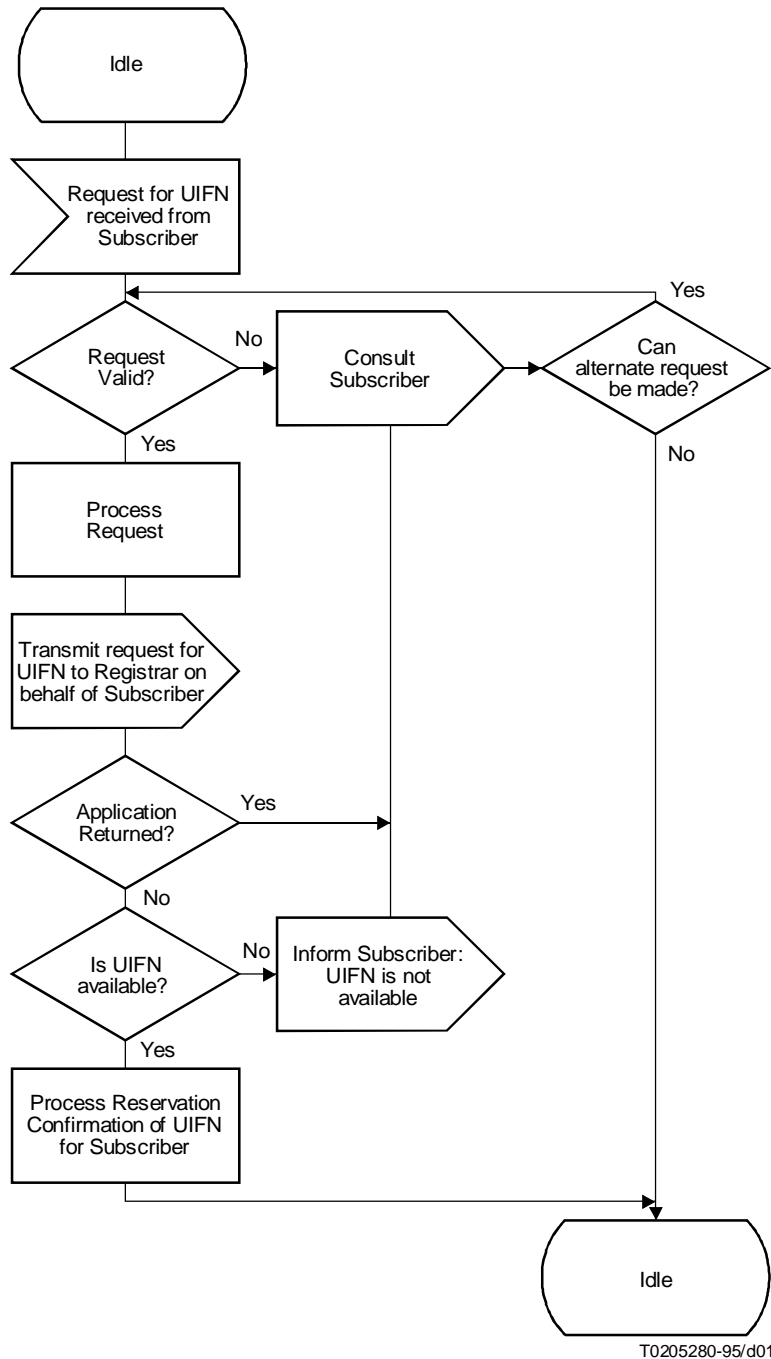 Idle
Request for UIFN
received from
Subscriber
Yes
Request
Valid?
No
Consult
Subscriber
Can
alternate request
be made?
Yes
No
Process
Request
Transmit request for
UIFN to Registrar on
behalf of Subscriber
Application
Returned?
Yes
No
Is UIFN
available?
No
Inform Subscriber:
UIFN is not
available
Yes
Process Reservation
Confirmation of UIFN
for Subscriber
Idle
T0205280-95/d01